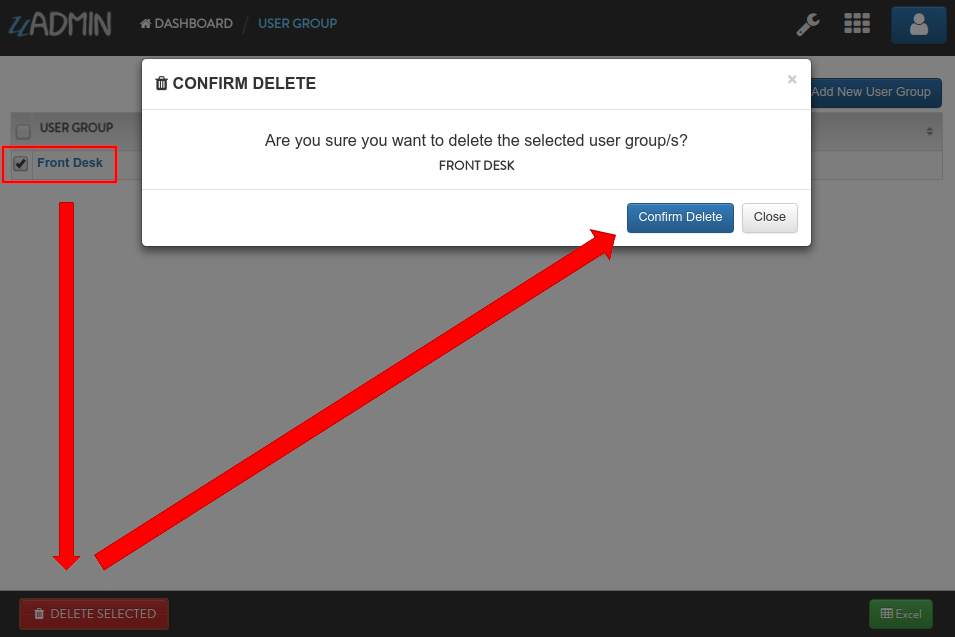 uADMIN
DASHBOARD / USER GROUP
CONFIRM DELETE
×
Add New User Group
Are you sure you want to delete the selected user group/s?
FRONT DESK
USER GROUP
Front Desk
Confirm Delete
Close
DELETE SELECTED
Excel